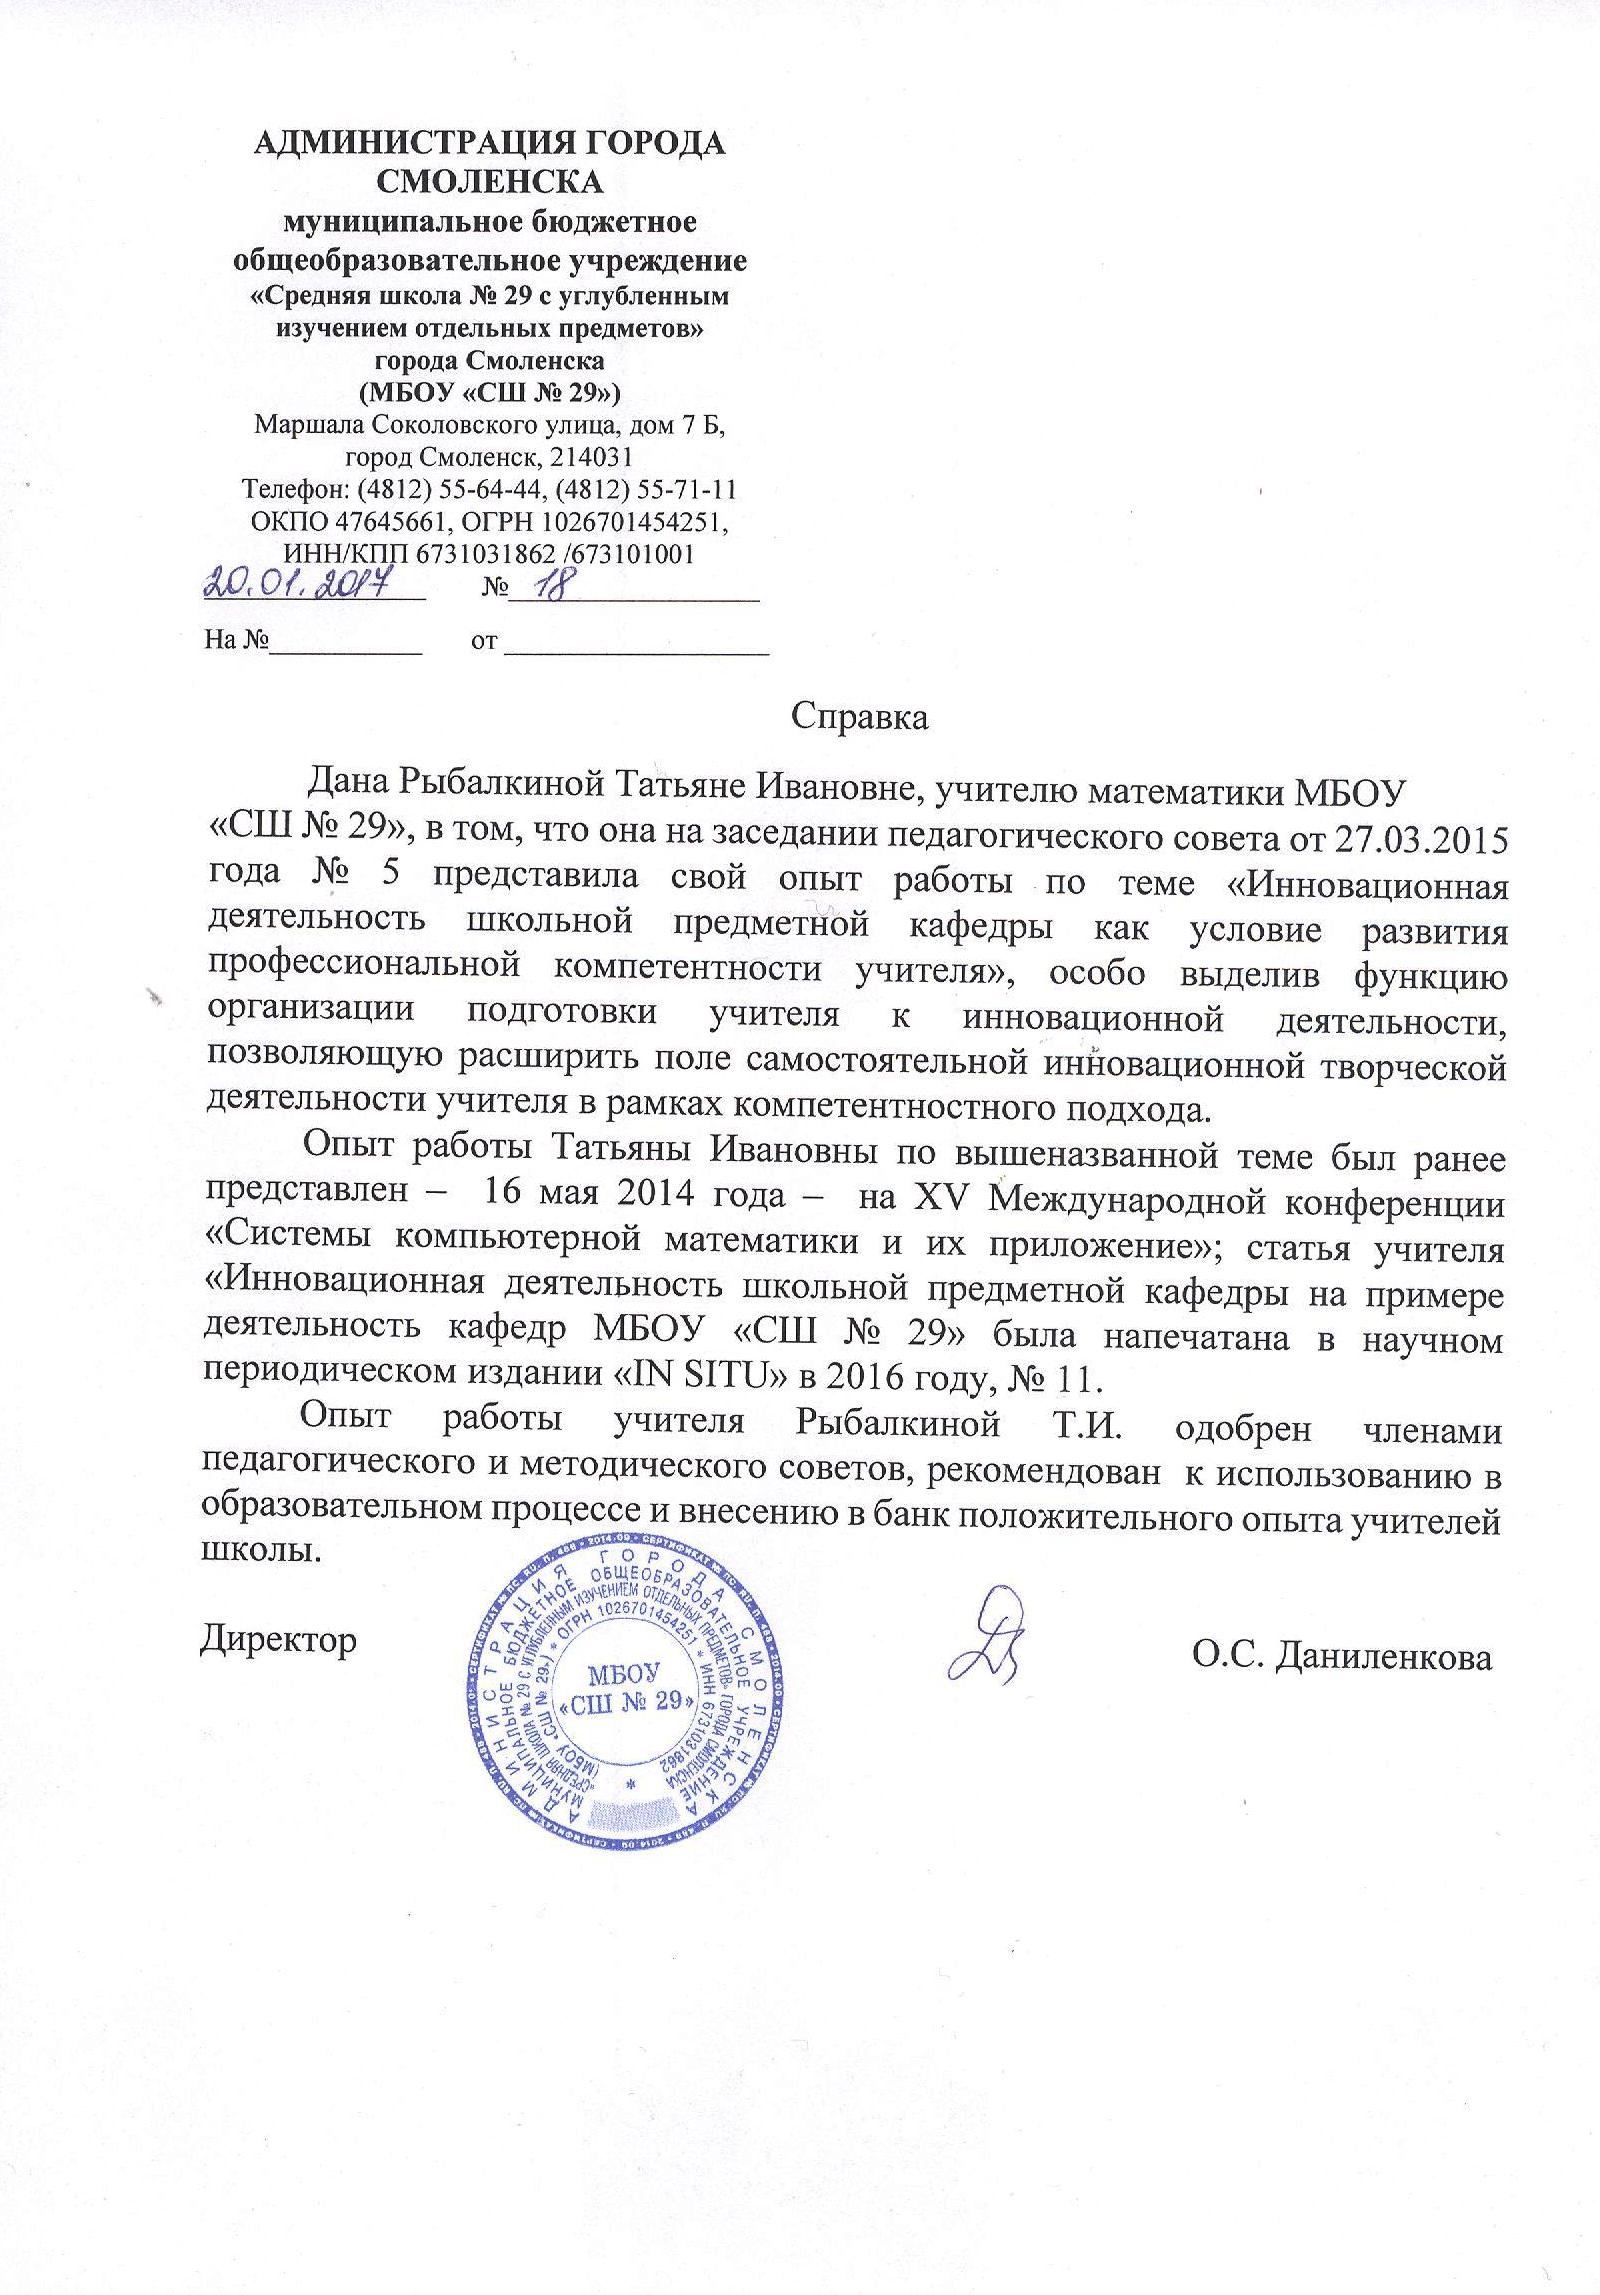 АДМИНИСТРАЦИЯ ГОРОДА
СМОЛЕНСКА
муниципальное бюджетное
общеобразовательное учреждение
«Средняя школа № 29 с углубленным
изучением отдельных предметов»
города Смоленска
(МБОУ «СШ № 29»)
Маршала Соколовского улица, дом 7 Б,
город Смоленск, 214031
Телефон: (4812) 55-64-44, (4812) 55-71-11
ОКПО 47645661, ОГРН 1026701454251,
ИНН/КПП 6731031862 /673101001
20.01.2017 № 18
На №___________ от ___________________
Справка
Дана Рыбалкиной Татьяне Ивановне, учителю математики МБОУ
«СШ № 29», в том, что она на заседании педагогического совета от 27.03.2015
года № 5 представила свой опыт работы по теме «Инновационная
деятельность школьной предметной кафедры как условие развития
профессиональной компетентности учителя», особо выделив функцию
организации подготовки учителя к инновационной деятельности,
позволяющую расширить поле самостоятельной инновационной творческой
деятельности учителя в рамках компетентностного подхода.
Опыт работы Татьяны Ивановны по вышеназванной теме был ранее
представлен – 16 мая 2014 года – на XV Международной конференции
«Системы компьютерной математики и их приложение»; статья учителя
«Инновационная деятельность школьной предметной кафедры на примере
деятельность кафедр МБОУ «СШ № 29» была напечатана в научном
периодическом издании «IN SITU» в 2016 году, № 11.
Опыт работы учителя Рыбалкиной Т.И. одобрен членами
педагогического и методического советов, рекомендован к использованию в
образовательном процессе и внесению в банк положительного опыта учителей
школы.
Директор
О.С. Даниленкова
АДМИНИСТРАЦИЯ ГОРОДА СМОЛЕНСКА
МУНИЦИПАЛЬНОЕ БЮДЖЕТНОЕ ОБЩЕОБРАЗОВАТЕЛЬНОЕ УЧРЕЖДЕНИЕ
«СРЕДНЯЯ ШКОЛА № 29 С УГЛУБЛЕННЫМ ИЗУЧЕНИЕМ ОТДЕЛЬНЫХ ПРЕДМЕТОВ» ГОРОДА СМОЛЕНСКА
(МБОУ «СШ № 29») * ОГРН 1026701454251 * ИНН 6731031862
*
МБОУ
«СШ № 29»